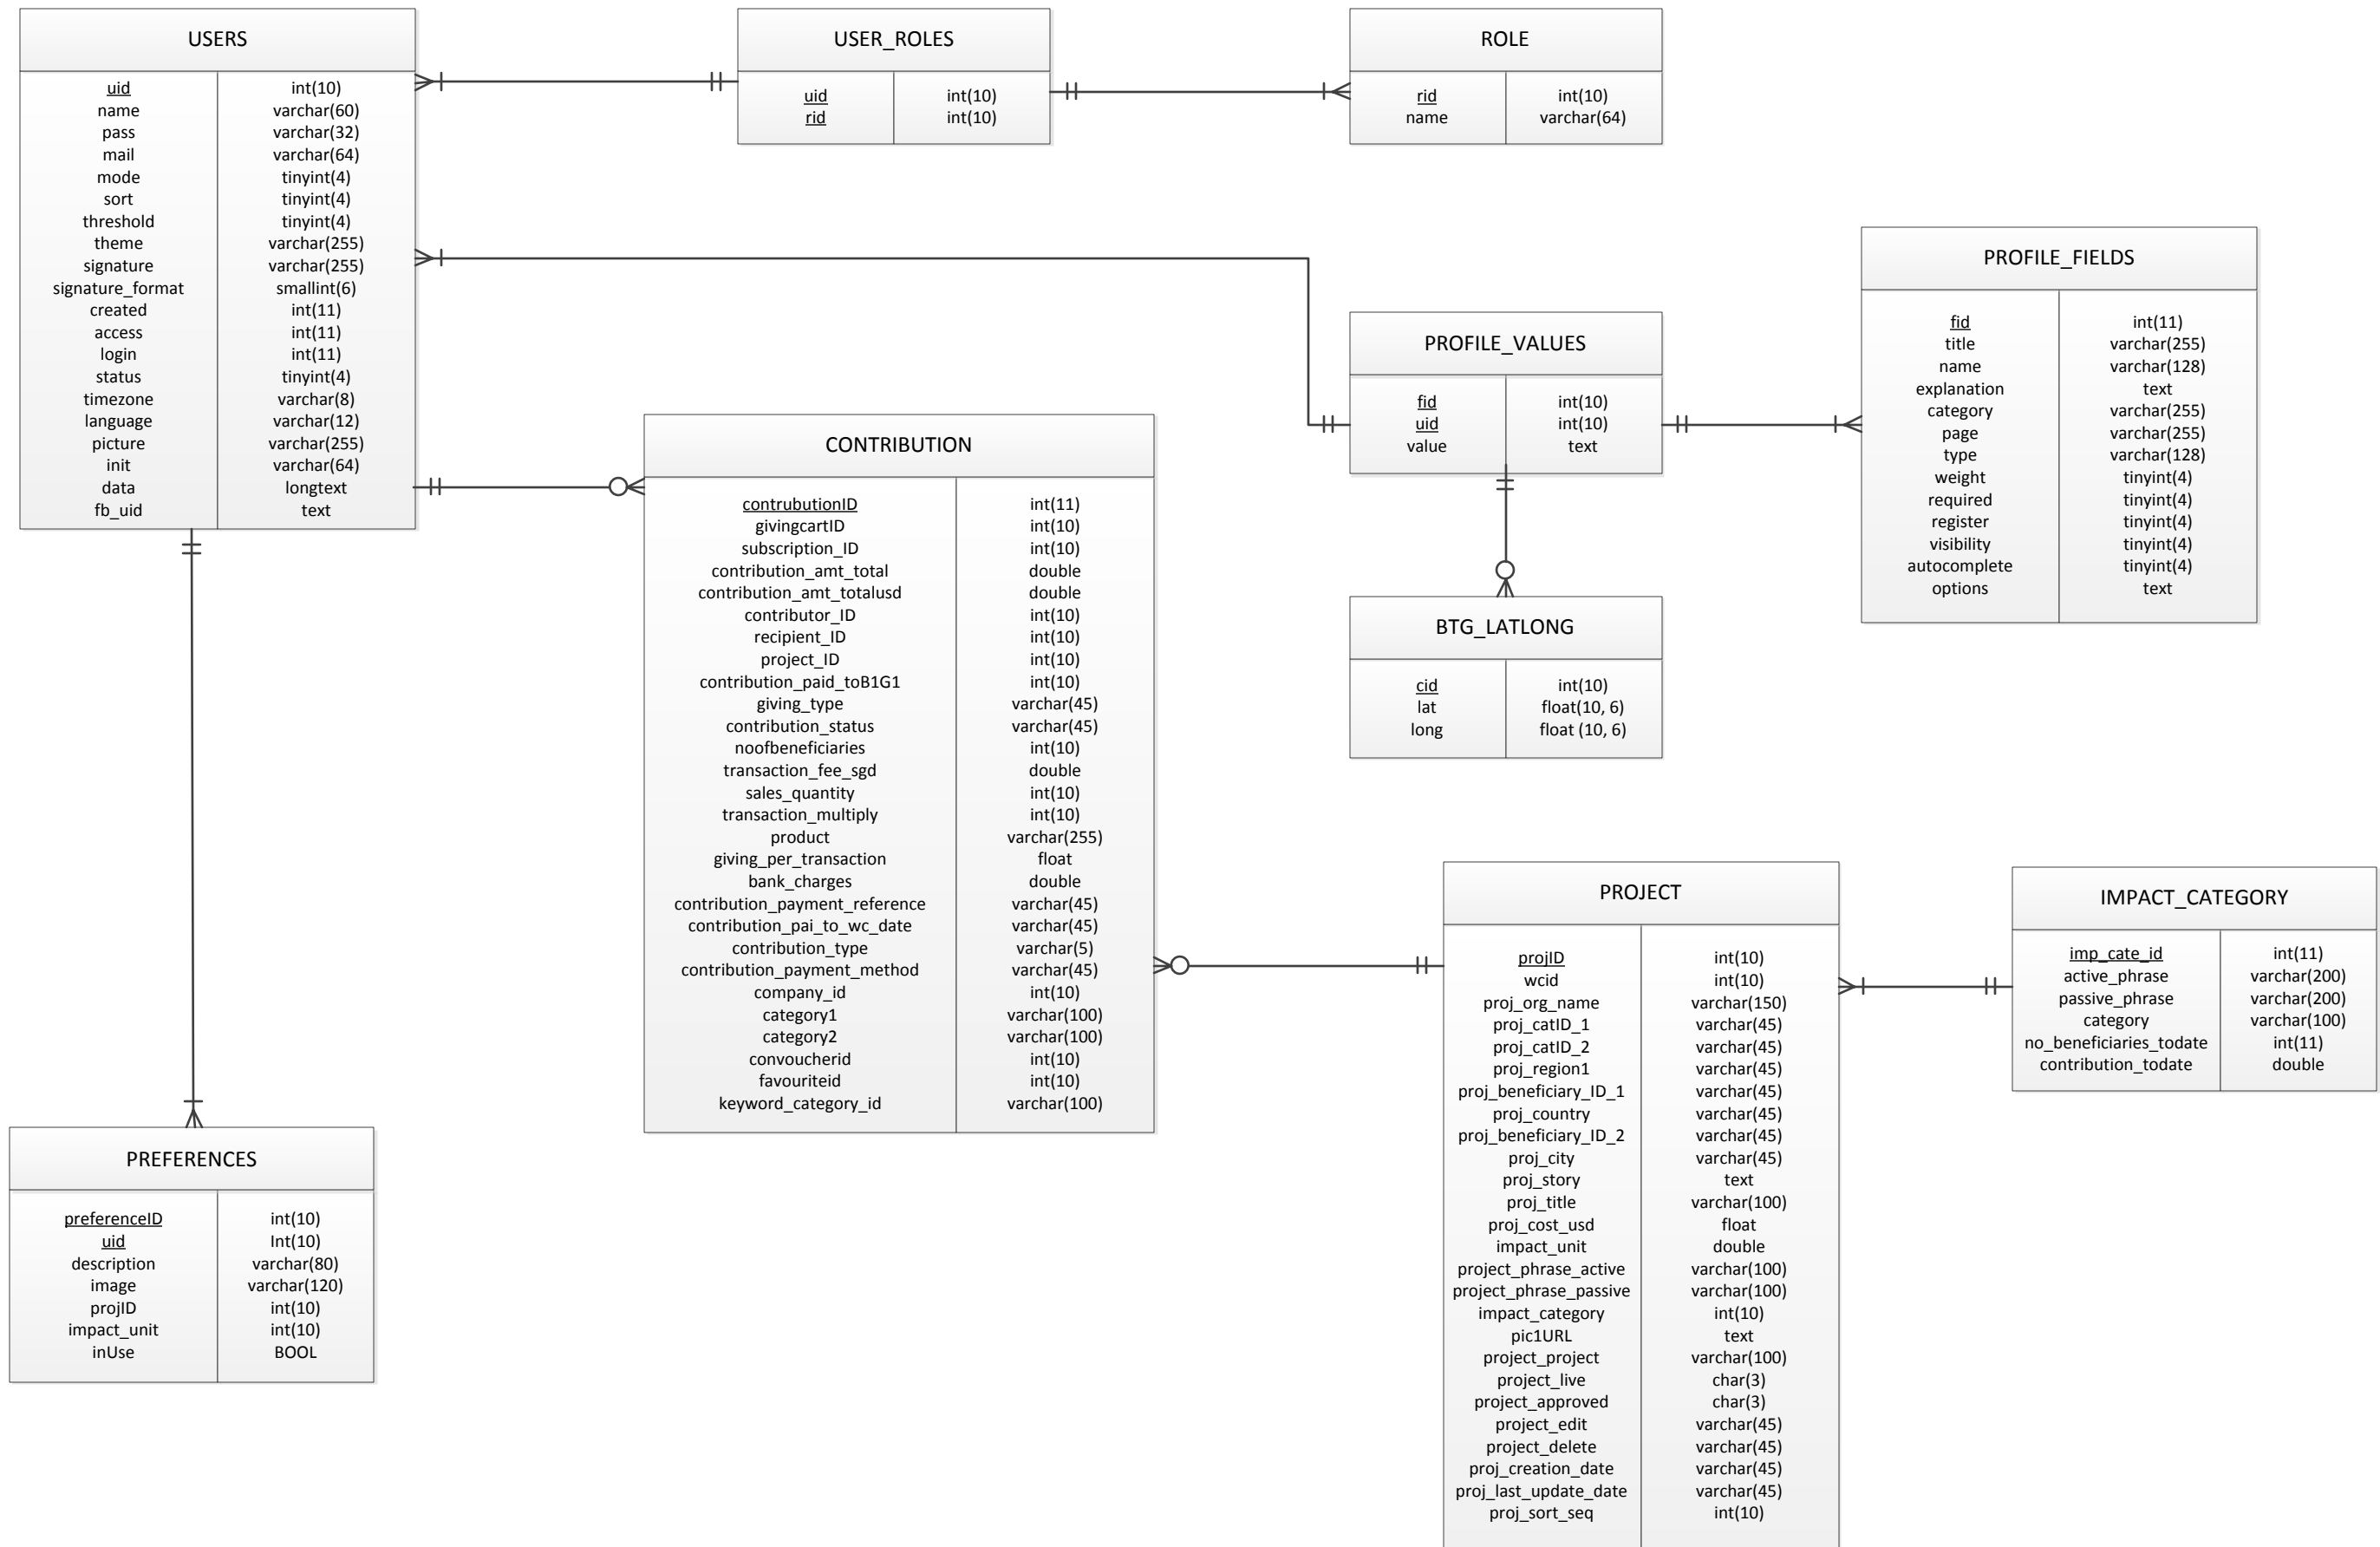 USERS
uid int(10)
name varchar(60)
pass varchar(32)
mail varchar(64)
mode tinyint(4)
sort tinyint(4)
threshold tinyint(4)
theme varchar(255)
signature varchar(255)
signature_format smallint(6)
created int(11)
access int(11)
login int(11)
status tinyint(4)
timezone varchar(8)
language varchar(12)
picture varchar(255)
init varchar(64)
data longtext
fb_uid text
USER_ROLES
uid int(10)
rid int(10)
ROLE
rid int(10)
name varchar(64)
PROFILE_FIELDS
fid int(11)
title varchar(255)
name varchar(128)
explanation text
category varchar(255)
page varchar(255)
type varchar(128)
weight tinyint(4)
required tinyint(4)
register tinyint(4)
visibility tinyint(4)
autocomplete tinyint(4)
options text
PROFILE_VALUES
fid int(10)
uid int(10)
value text
CONTRIBUTION
contrubutionID int(11)
givingcartID int(10)
subscription_ID int(10)
contribution_amt_total double
contribution_amt_totalusd double
contributor_ID int(10)
recipient_ID int(10)
project_ID int(10)
contribution_paid_toB1G1 int(10)
giving_type varchar(45)
contribution_status varchar(45)
noofbeneficiaries int(10)
transaction_fee_sgd double
sales_quantity int(10)
transaction_multiply int(10)
product varchar(255)
giving_per_transaction float
bank_charges double
contribution_payment_reference varchar(45)
contribution_pai_to_wc_date varchar(45)
contribution_type varchar(5)
contribution_payment_method varchar(45)
company_id int(10)
category1 varchar(100)
category2 varchar(100)
convoucherid int(10)
favouriteid int(10)
keyword_category_id varchar(100)
BTG_LATLONG
cid int(10)
lat float(10, 6)
long float (10, 6)
PROJECT
projID int(10)
wcid int(10)
proj_org_name varchar(150)
proj_catID_1 varchar(45)
proj_catID_2 varchar(45)
proj_region1 varchar(45)
proj_beneficiary_ID_1 varchar(45)
proj_country varchar(45)
proj_beneficiary_ID_2 varchar(45)
proj_city varchar(45)
proj_story text
proj_title varchar(100)
proj_cost_usd float
impact_unit double
project_phrase_active varchar(100)
project_phrase_passive varchar(100)
impact_category int(10)
pic1URL text
project_project varchar(100)
project_live char(3)
project_approved char(3)
project_edit varchar(45)
project_delete varchar(45)
proj_creation_date varchar(45)
proj_last_update_date varchar(45)
proj_sort_seq int(10)
IMPACT_CATEGORY
imp_cate_id int(11)
active_phrase varchar(200)
passive_phrase varchar(200)
category varchar(100)
no_beneficiaries_todate int(11)
contribution_todate double
PREFERENCES
preferenceID int(10)
uid Int(10)
description varchar(80)
image varchar(120)
projID int(10)
impact_unit int(10)
inUse BOOL